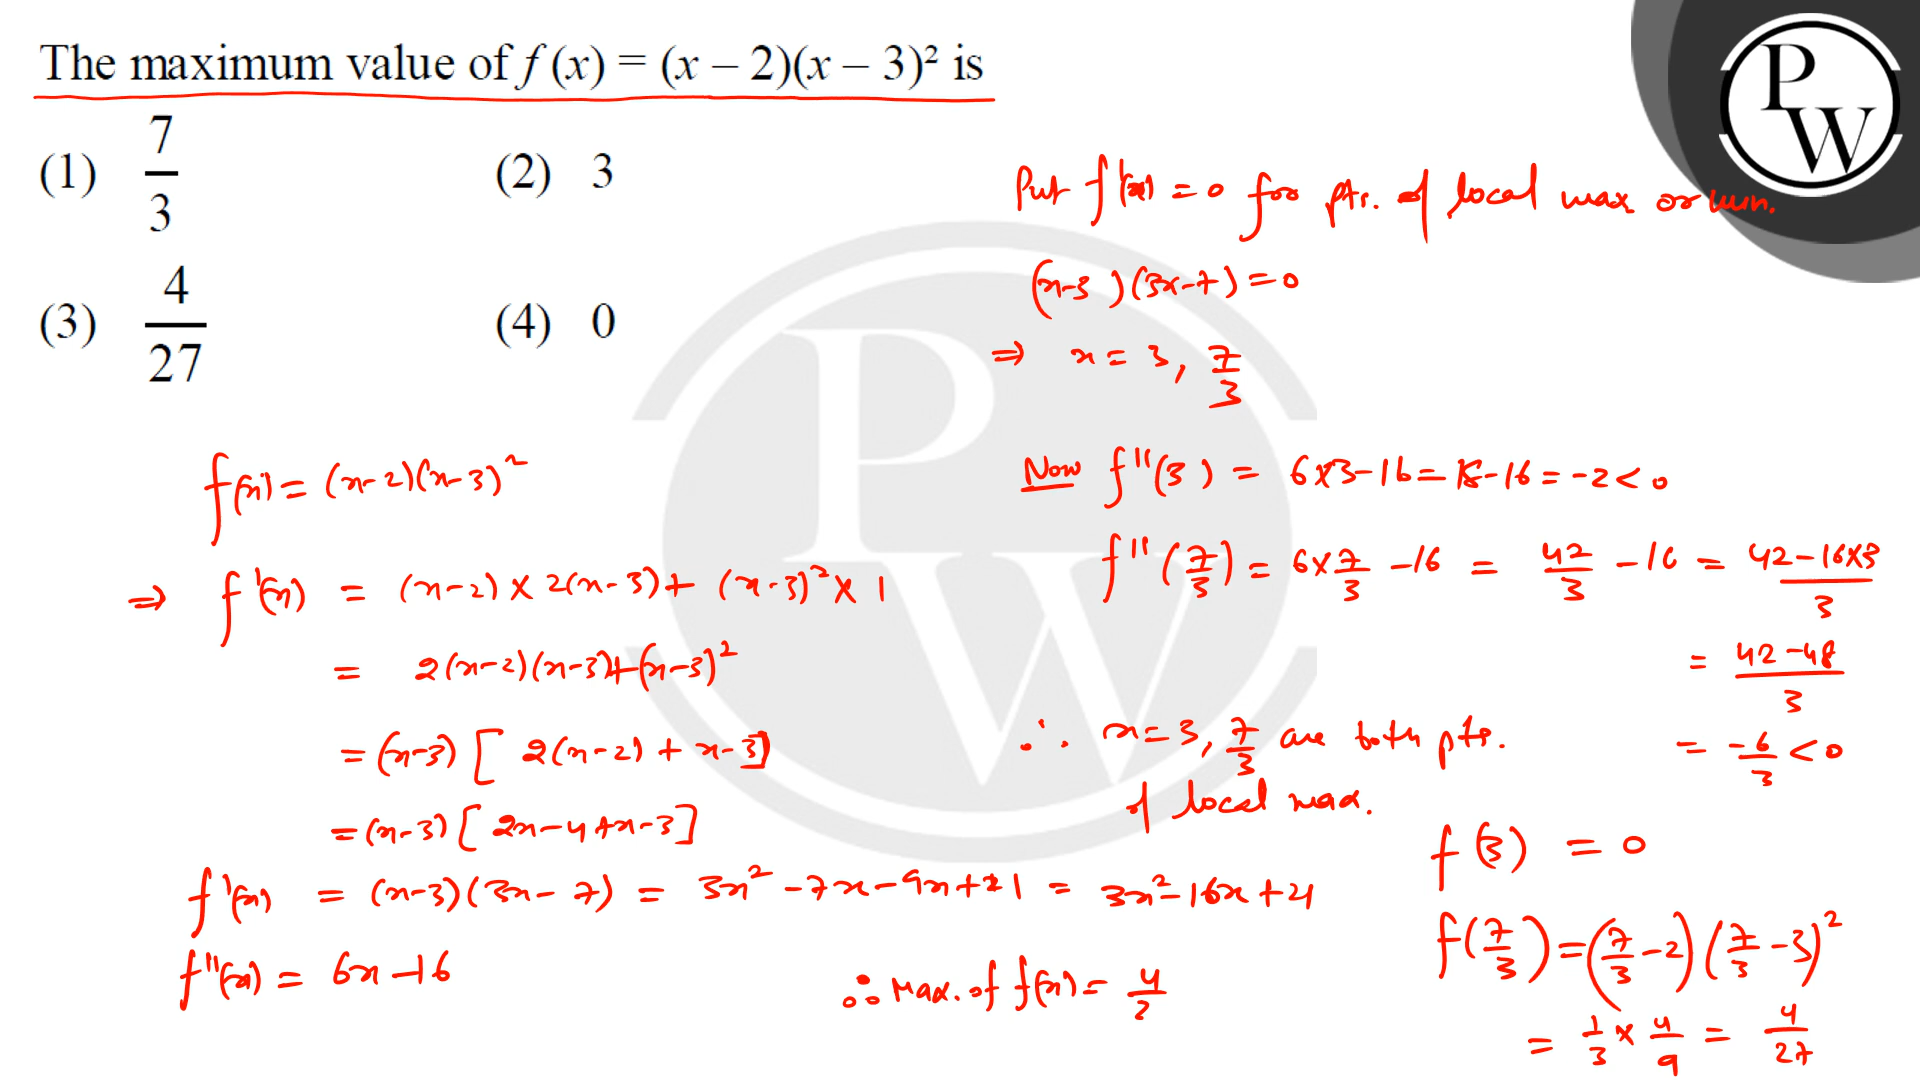 The maximum value of f (x) = (x – 2)(x – 3)² is
(1) 7/3 (2) 3
(3) 4/27 (4) 0
f(x) = (x-2)(x-3)²
⇒ f'(x) = (x-2) × 2(x-3) + (x-3)² × 1
= 2(x-2)(x-3)+(x-3)²
= (x-3) [ 2(x-2) + x-3]
= (x-3) [ 2x-4+x-3]
f'(x) = (x-3)(3x-7) = 3x² -7x-9x+21 = 3x²-16x+21
f''(x) = 6x-16
Put f'(x) = 0 for pts. of local max or min.
(x-3)(3x-7) = 0
⇒ x = 3, 7/3
Now f''(3) = 6×3-16 = 18-16 = -2 < 0
f''(7/3) = 6×7/3 -16 = 42/3 -16 = 42-16×3/3
= 42-48/3
= -6/3 < 0
∴ x=3, 7/3 are both pts.
of local max.
f(3) = 0
f(7/3) = (7/3 -2)(7/3 -3)²
= 1/3 × 4/9 = 4/27
∴ Max. of f(x) = 4/2
P
W
P
W